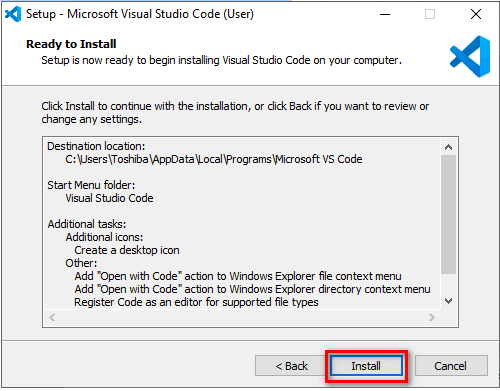 Setup - Microsoft Visual Studio Code (User)
Ready to Install
Setup is now ready to begin installing Visual Studio Code on your computer.
Click Install to continue with the installation, or click Back if you want to review or
change any settings.
Destination location:
C:\Users\Toshiba\AppData\Local\Programs\Microsoft VS Code
Start Menu folder:
Visual Studio Code
Additional tasks:
Additional icons:
Create a desktop icon
Other:
Add "Open with Code" action to Windows Explorer file context menu
Add "Open with Code" action to Windows Explorer directory context menu
Register Code as an editor for supported file types
< Back
Install
Cancel